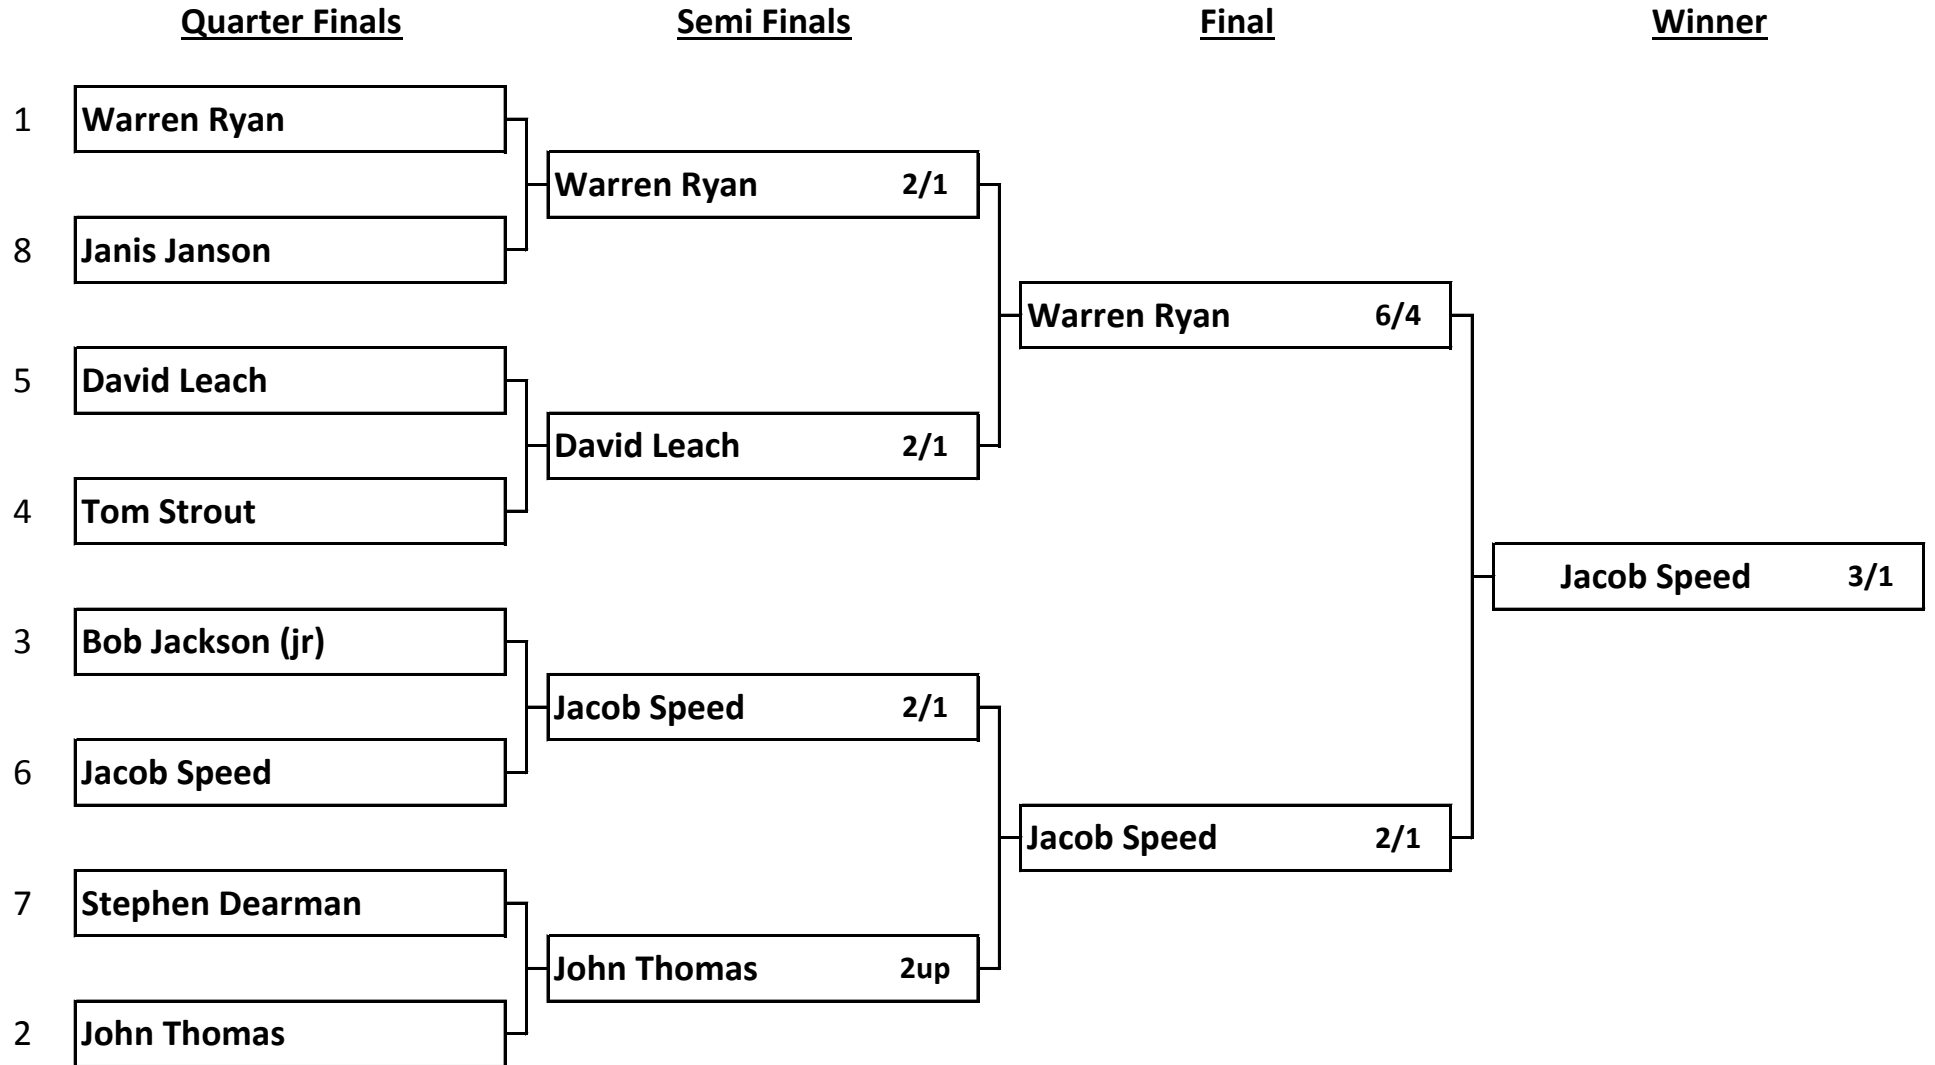 Quarter Finals Semi Finals Final Winner
1 Warren Ryan
Warren Ryan 2/1
8 Janis Janson
Warren Ryan 6/4
5 David Leach
David Leach 2/1
4 Tom Strout
Jacob Speed 3/1
3 Bob Jackson (jr)
Jacob Speed 2/1
6 Jacob Speed
Jacob Speed 2/1
7 Stephen Dearman
John Thomas 2up
2 John Thomas